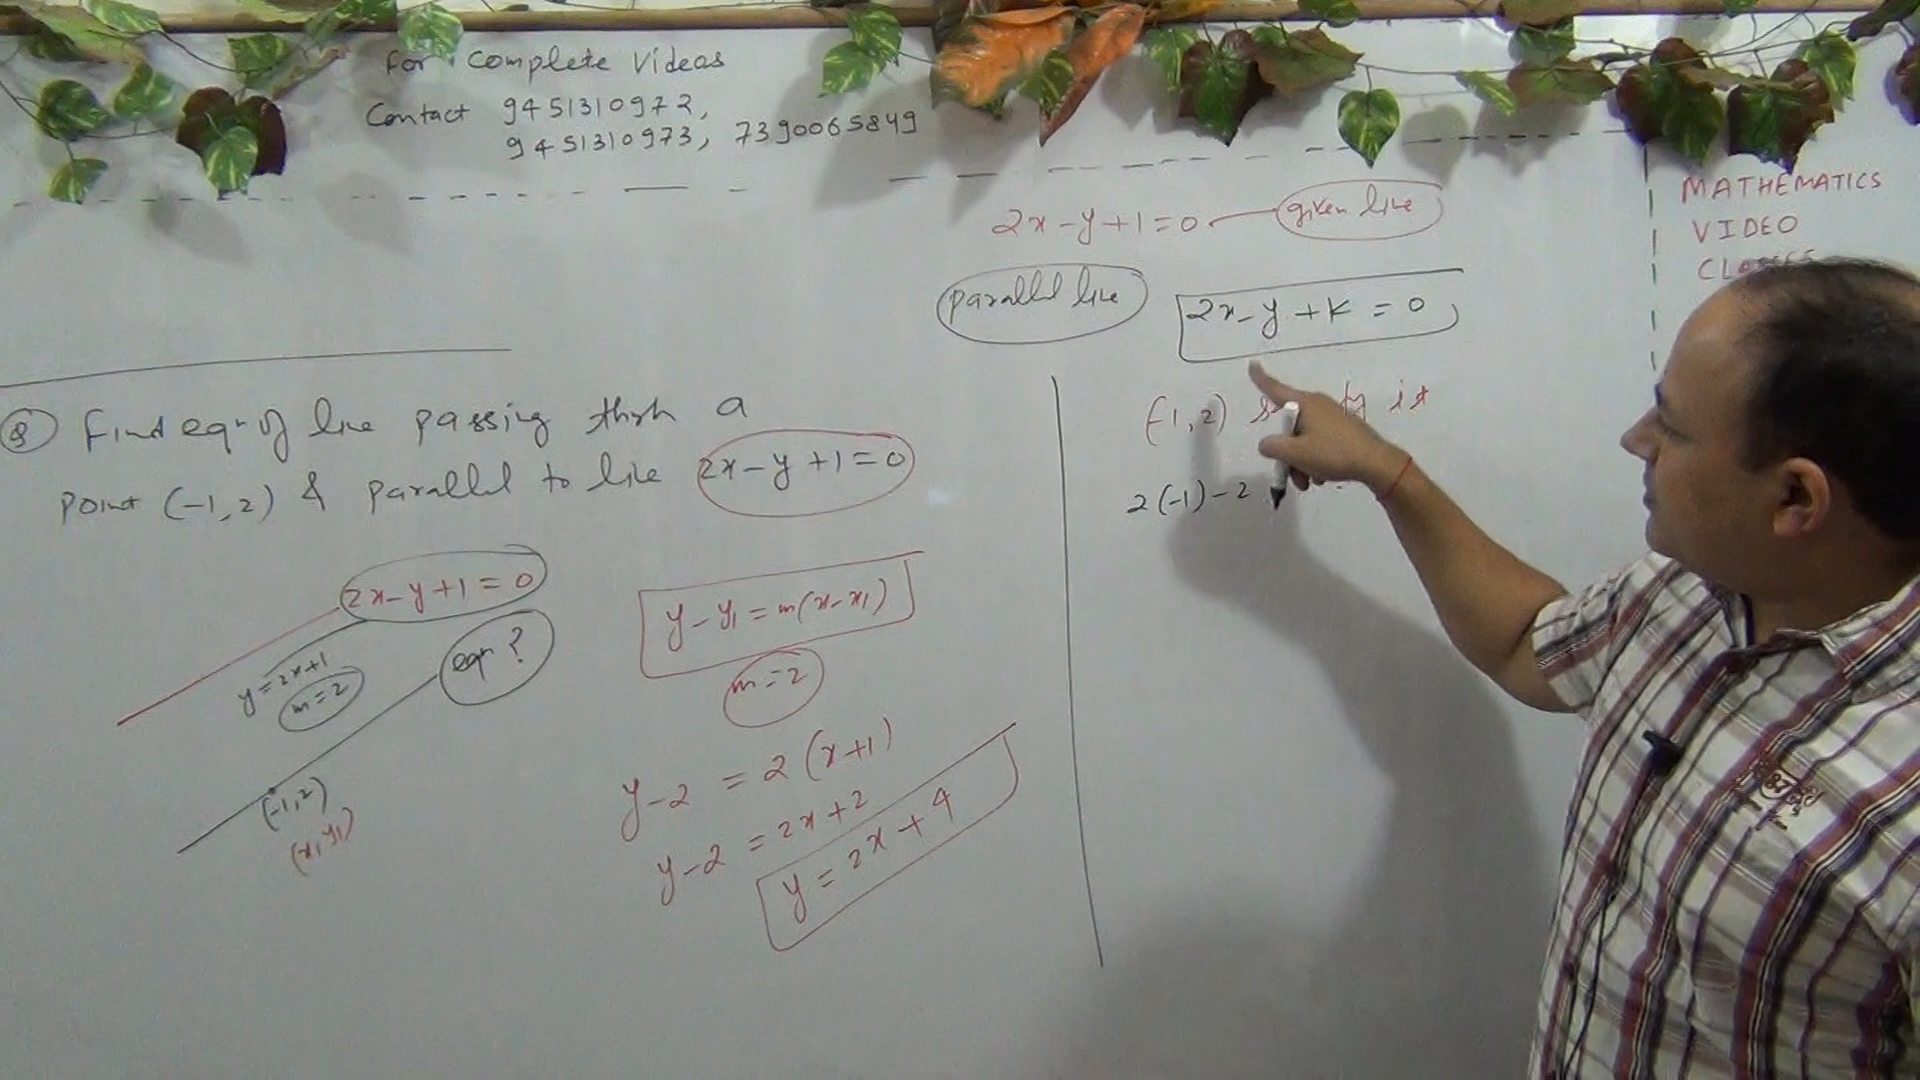 For Complete Videos
Contact 9451310972,
9451310973, 7390065849
MATHEMATICS
VIDEO
2x-y+1=0 given line
parallel line 2x-y+k=0
(-1,2) it
2(-1)-2
Q Find eqn of line passing a
point (-1,2) & parallel to line 2x-y+1=0
2x-y+1=0
y=2x+1
m=2
eqn?
(-1,2)
(x1,y1)
y-y1=m(x-x1)
m=2
y-2=2(x+1)
y-2=2x+2
y=2x+4